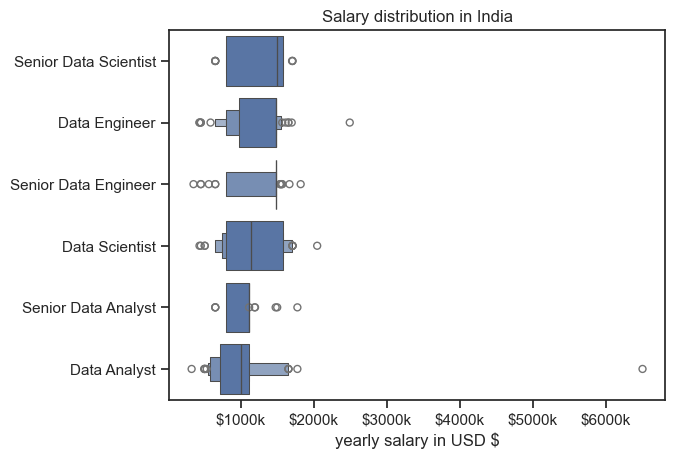 Salary distribution in India
Senior Data Scientist
Data Engineer
Senior Data Engineer
Data Scientist
Senior Data Analyst
Data Analyst
$1000k $2000k $3000k $4000k $5000k $6000k
yearly salary in USD $